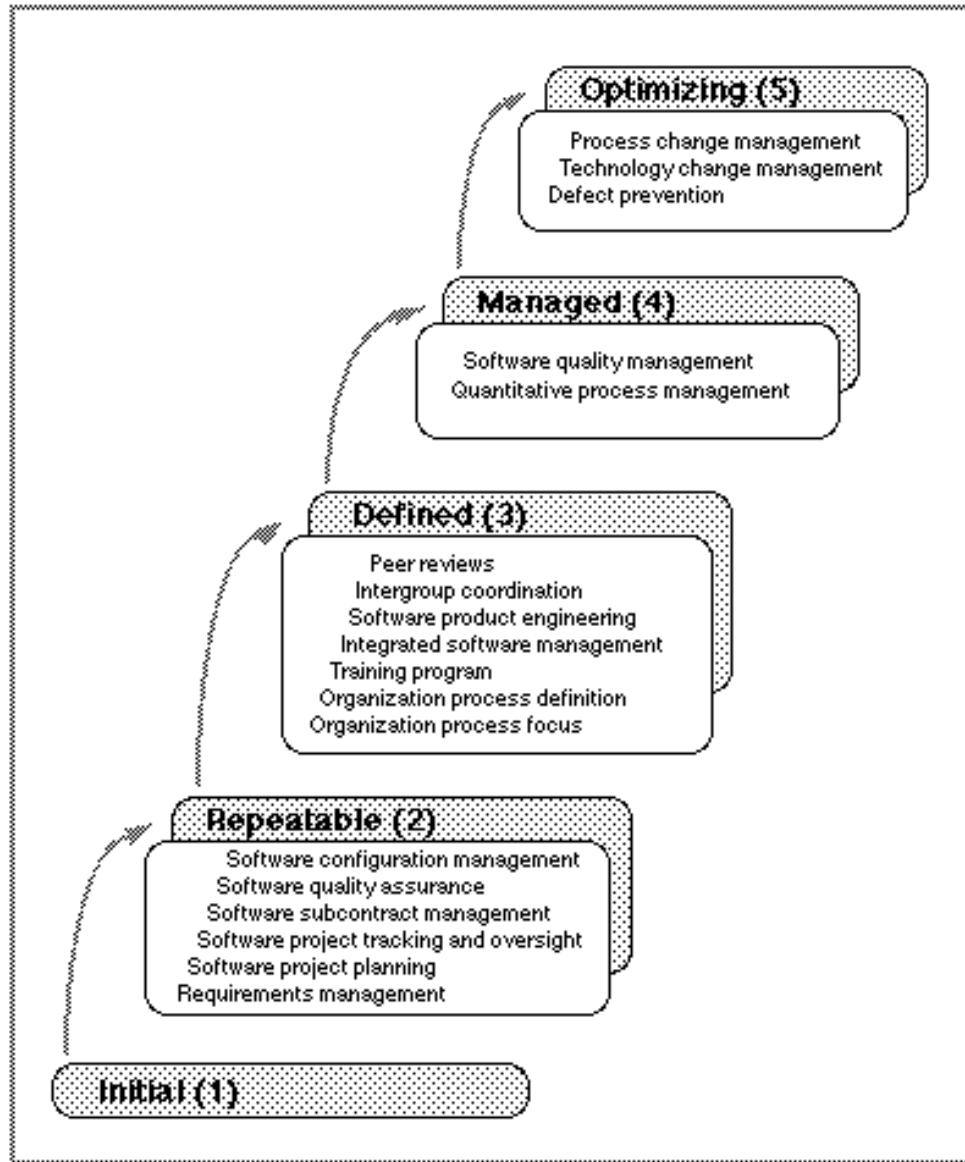 Optimizing (5)
Process change management
Technology change management
Defect prevention
Managed (4)
Software quality management
Quantitative process management
Defined (3)
Peer reviews
Intergroup coordination
Software product engineering
Integrated software management
Training program
Organization process definition
Organization process focus
Repeatable (2)
Software configuration management
Software quality assurance
Software subcontract management
Software project tracking and oversight
Software project planning
Requirements management
Initial (1)